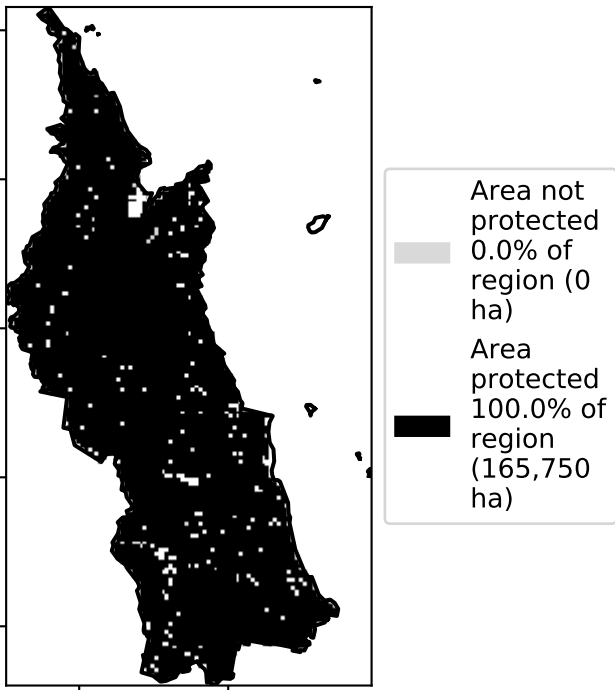 Area not
protected
0.0% of
region (0
ha)
Area
protected
100.0% of
region
(165,750
ha)